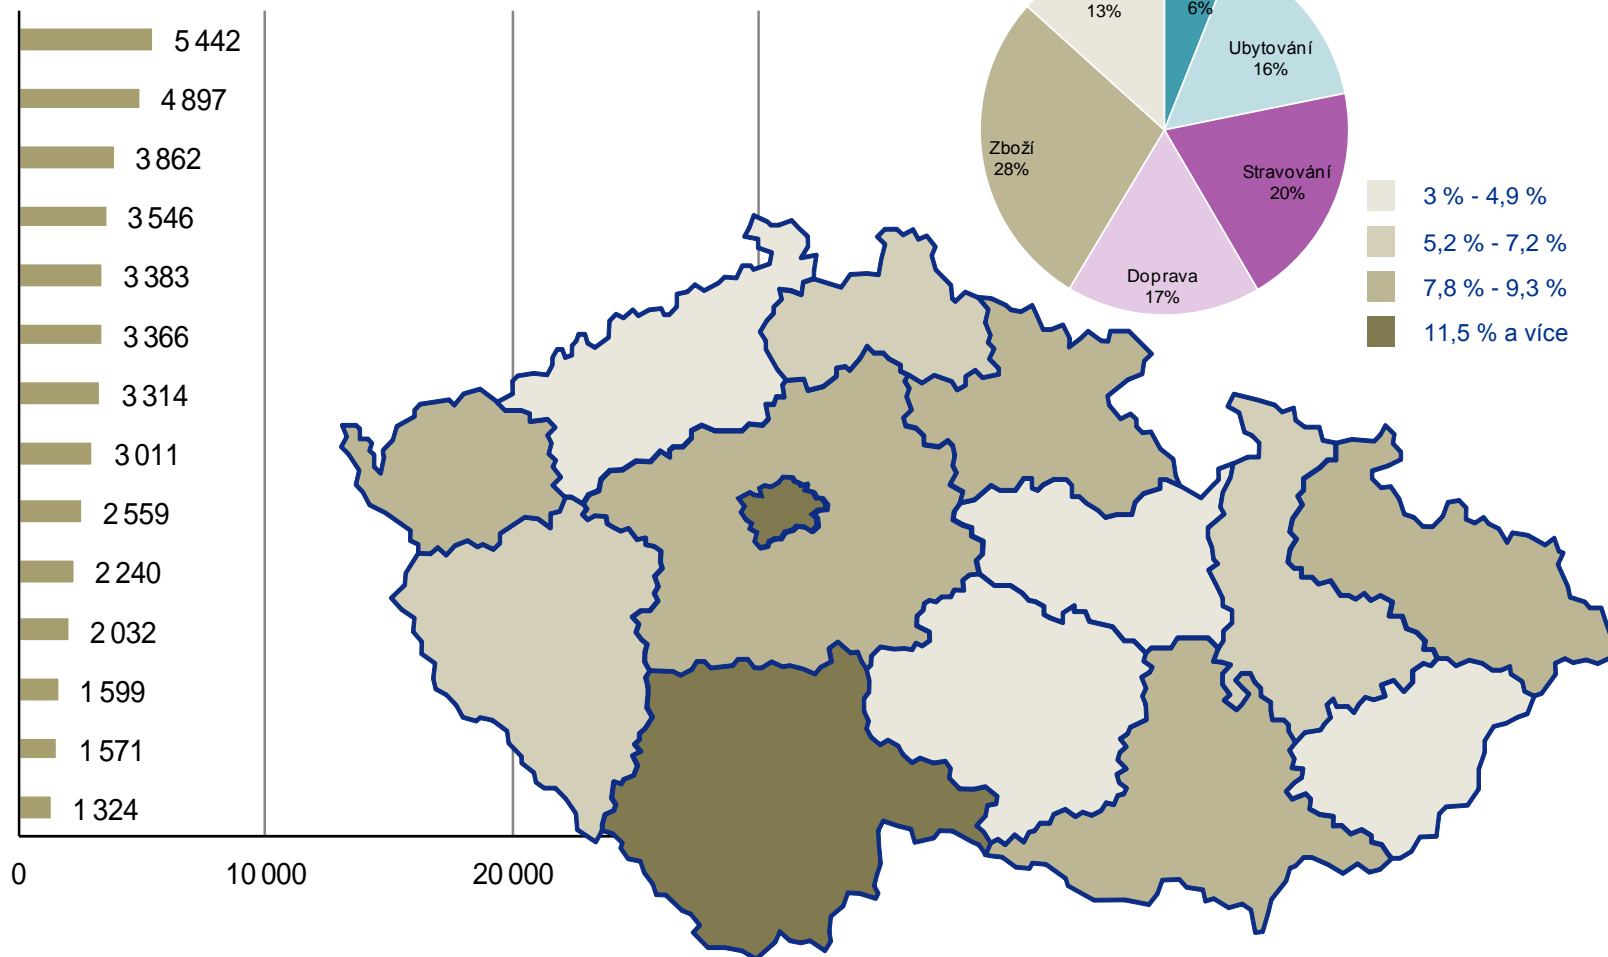 5 442
4 897
3 862
3 546
3 383
3 366
3 314
3 011
2 559
2 240
2 032
1 599
1 571
1 324
0
10 000
20 000
13%
6%
Ubytování
16%
Zboží
28%
Stravování
20%
Doprava
17%
3 % - 4,9 %
5,2 % - 7,2 %
7,8 % - 9,3 %
11,5 % a více